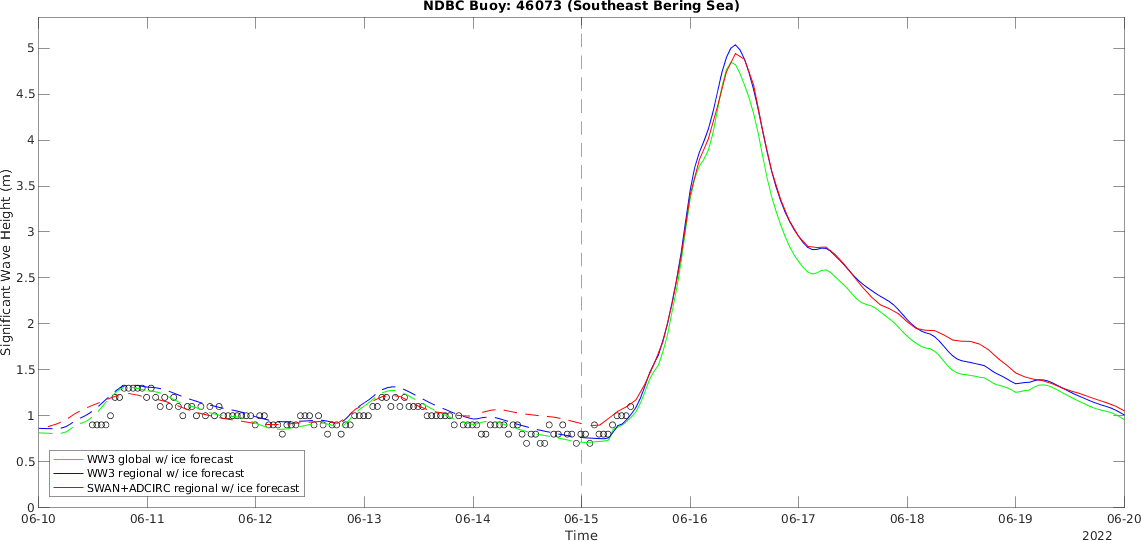 NDBC Buoy: 46073 (Southeast Bering Sea)
Significant Wave Height (m)
5
4.5
4
3.5
3
2.5
2
1.5
1
0.5
0
WW3 global w/ ice forecast
WW3 regional w/ ice forecast
SWAN+ADCIRC regional w/ ice forecast
06-10 06-11 06-12 06-13 06-14 06-15 06-16 06-17 06-18 06-19 06-20
Time
2022